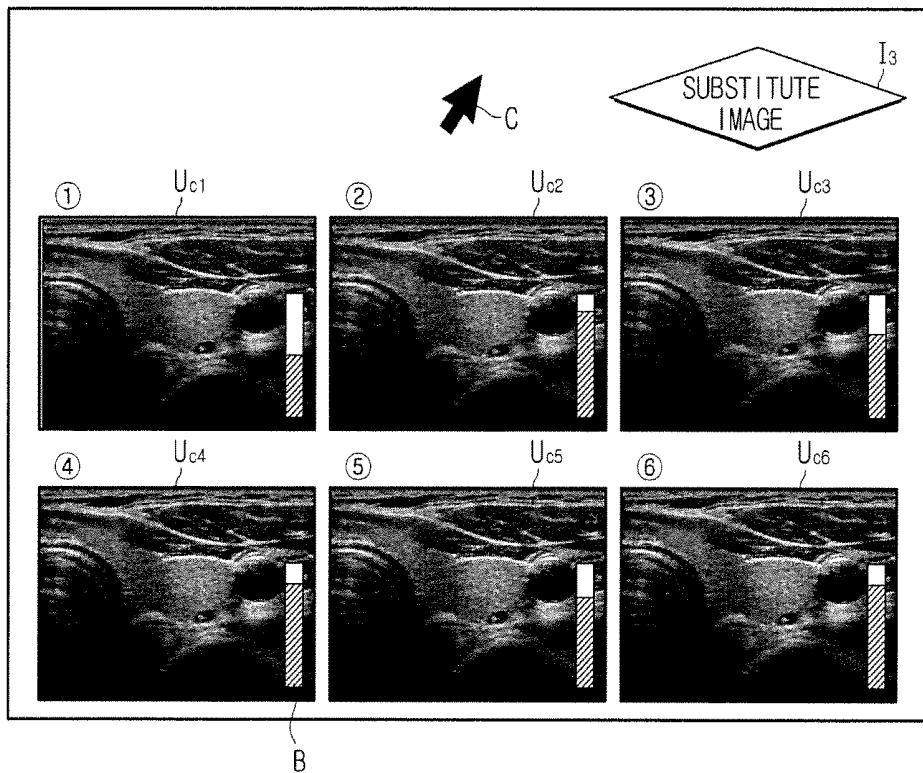 I3
SUBSTITUTE
IMAGE
C
① Uc1 ② Uc2 ③ Uc3
④ Uc4 ⑤ Uc5 ⑥ Uc6
B